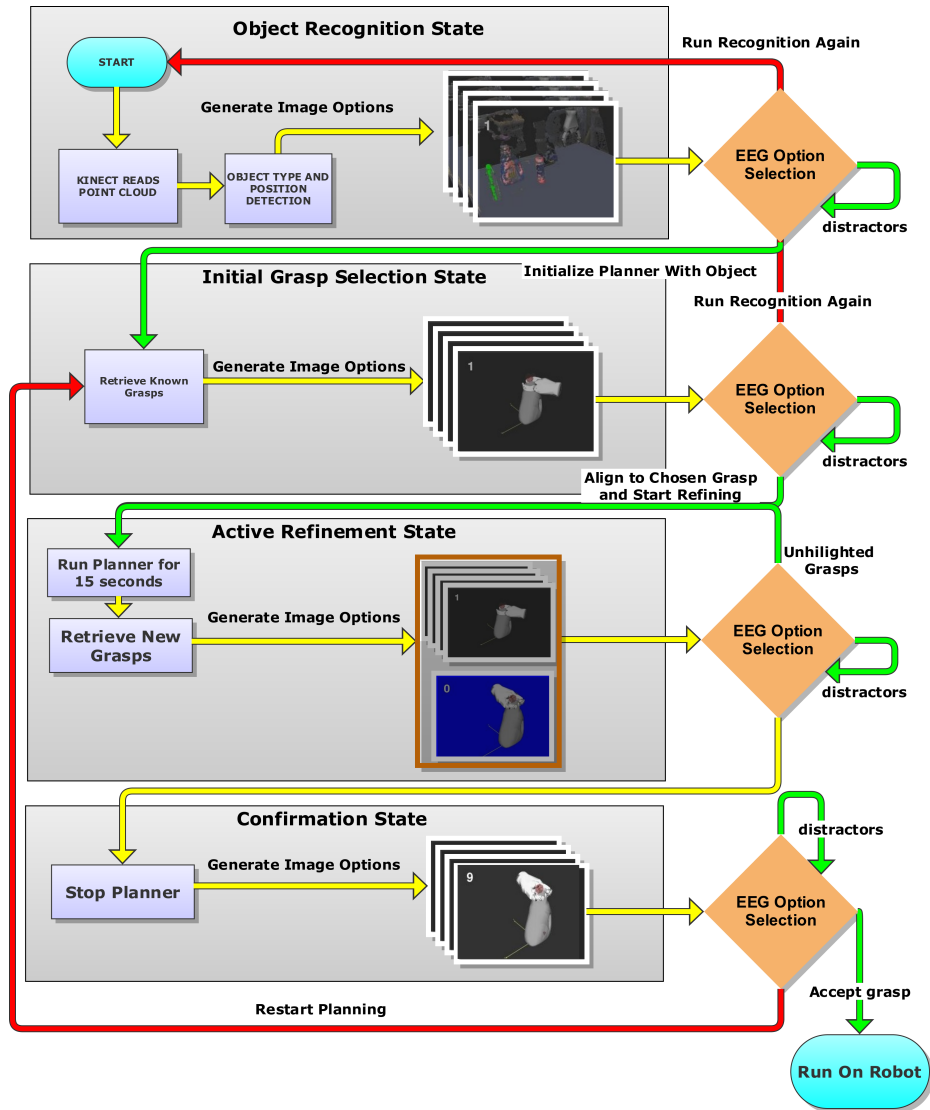 Object Recognition State
Run Recognition Again
START
Generate Image Options
1
EEG Option
Selection
KINECT READS
POINT CLOUD
OBJECT TYPE AND
POSITION
DETECTION
distractors
Initialize Planner With Object
Initial Grasp Selection State
Run Recognition Again
Generate Image Options
1
Retrieve Known
Grasps
EEG Option
Selection
distractors
Align to Chosen Grasp
and Start Refining
Active Refinement State
Unhilighted
Grasps
Run Planner for
15 seconds
Generate Image Options
1
Retrieve New
Grasps
EEG Option
Selection
0
distractors
Confirmation State
distractors
Generate Image Options
9
Stop Planner
EEG Option
Selection
Accept grasp
Restart Planning
Run On Robot